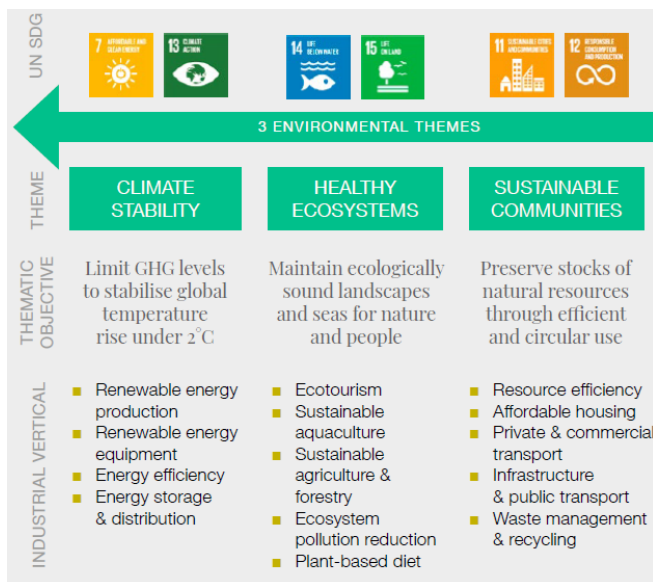 UN SDG
7 AFFORDABLE AND
CLEAN ENERGY
13 CLIMATE
ACTION
14 LIFE
BELOW WATER
15 LIFE
ON LAND
11 SUSTAINABLE CITIES
AND COMMUNITIES
12 RESPONSIBLE
CONSUMPTION
AND PRODUCTION
3 ENVIRONMENTAL THEMES
THEME
CLIMATE
STABILITY
HEALTHY
ECOSYSTEMS
SUSTAINABLE
COMMUNITIES
THEMATIC
OBJECTIVE
Limit GHG levels
to stabilise global
temperature
rise under 2°C
Maintain ecologically
sound landscapes
and seas for nature
and people
Preserve stocks of
natural resources
through efficient
and circular use
INDUSTRIAL VERTICAL
Renewable energy
production
Renewable energy
equipment
Energy efficiency
Energy storage
& distribution
Ecotourism
Sustainable
aquaculture
Sustainable
agriculture &
forestry
Ecosystem
pollution reduction
Plant-based diet
Resource efficiency
Affordable housing
Private & commercial
transport
Infrastructure
& public transport
Waste management
& recycling